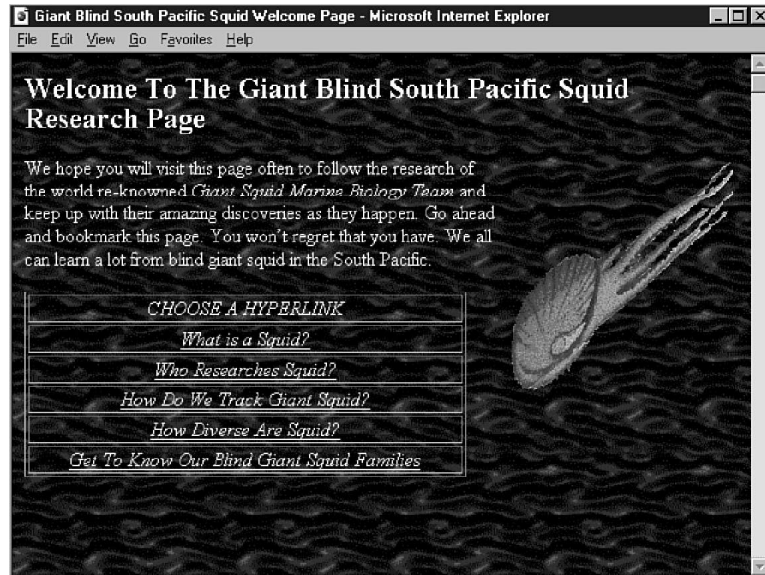 Giant Blind South Pacific Squid Welcome Page - Microsoft Internet Explorer
File Edit View Go Favorites Help
Welcome To The Giant Blind South Pacific Squid
Research Page
We hope you will visit this page often to follow the research of
the world re-knowned Giant Squid Marine Biology Team and
keep up with their amazing discoveries as they happen. Go ahead
and bookmark this page. You won't regret that you have. We all
can learn a lot from blind giant squid in the South Pacific.
CHOOSE A HYPERLINK
What is a Squid?
Who Researches Squid?
How Do We Track Giant Squid?
How Diverse Are Squid?
Get To Know Our Blind Giant Squid Families